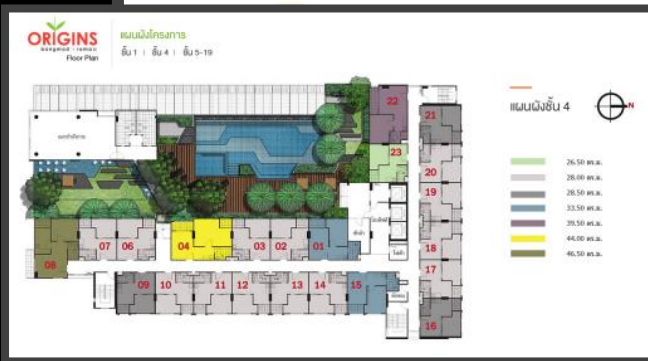 ORIGINS
bangmod - rama2
Floor Plan
แผนผังโครงการ
ชั้น 1 | ชั้น 4 | ชั้น 5-19
แผนผังชั้น 4
N
26.50 ตร.ม.
28.00 ตร.ม.
28.50 ตร.ม.
33.50 ตร.ม.
39.50 ตร.ม.
44.00 ตร.ม.
46.50 ตร.ม.
22
21
23
20
19
08
07
06
04
03
02
01
18
17
09
10
11
12
13
14
15
16